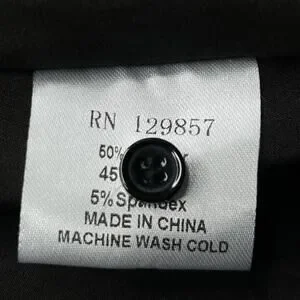 RN 129857
50%
45
5% Spandex
MADE IN CHINA
MACHINE WASH COLD